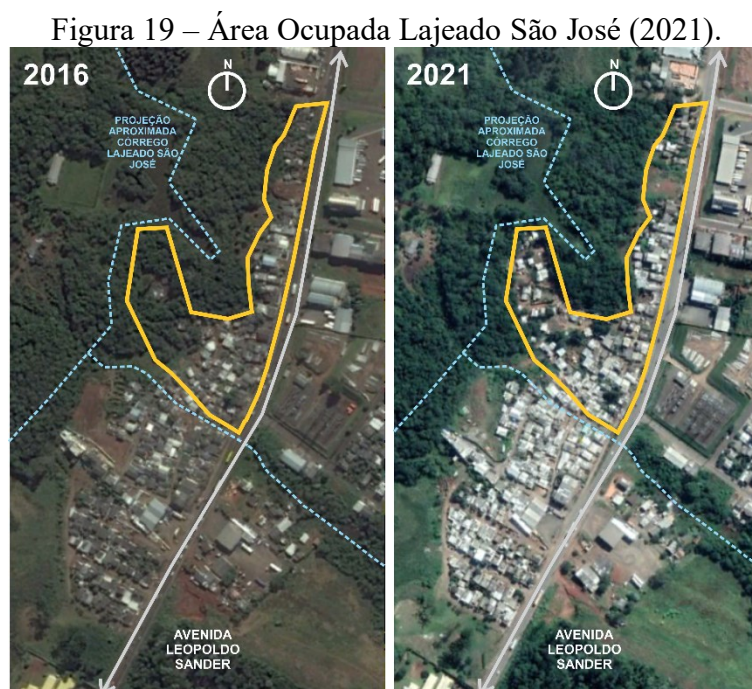 Figura 19 – Área Ocupada Lajeado São José (2021).
2016
N
PROJEÇÃO
APROXIMADA
CÓRREGO
LAJEADO SÃO
JOSÉ
AVENIDA
LEOPOLDO
SANDER
2021
N
PROJEÇÃO
APROXIMADA
CÓRREGO
LAJEADO SÃO
JOSÉ
AVENIDA
LEOPOLDO
SANDER